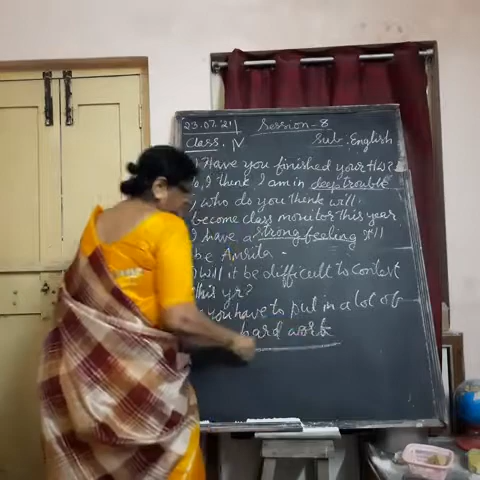 23.07.21 Session-8
Class. IV Sub: English
Have you finished your H.W?
No, I think I am in deep trouble
who do you think will
become class monitor this year
I have a strong feeling it'll
be Amrita.
Will it be difficult to contest
this yr?
you have to put in a lot of
hard work